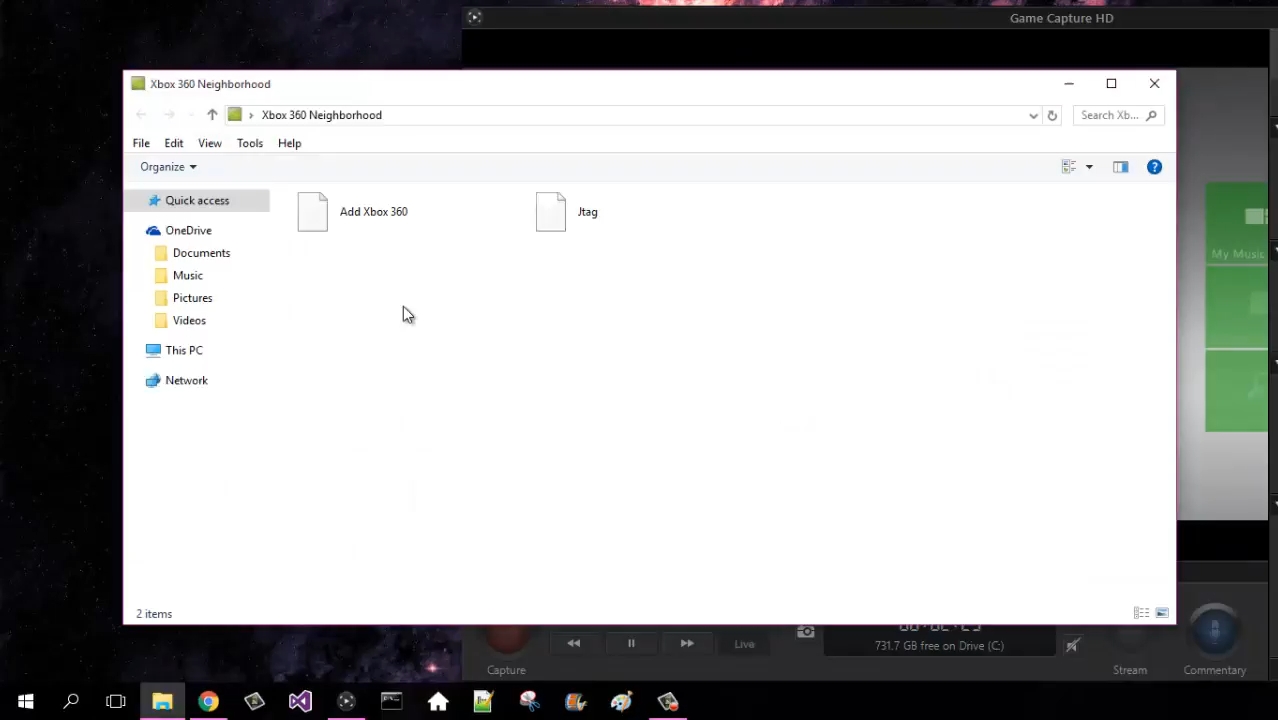 Game Capture HD
Xbox 360 Neighborhood
Xbox 360 Neighborhood
Search Xb...
File Edit View Tools Help
Organize
Quick access
Add Xbox 360
Jtag
OneDrive
Documents
My Music
Music
Pictures
Videos
This PC
Network
2 items
Live
731.7 GB free on Drive (C:)
Capture
Stream
Commentary